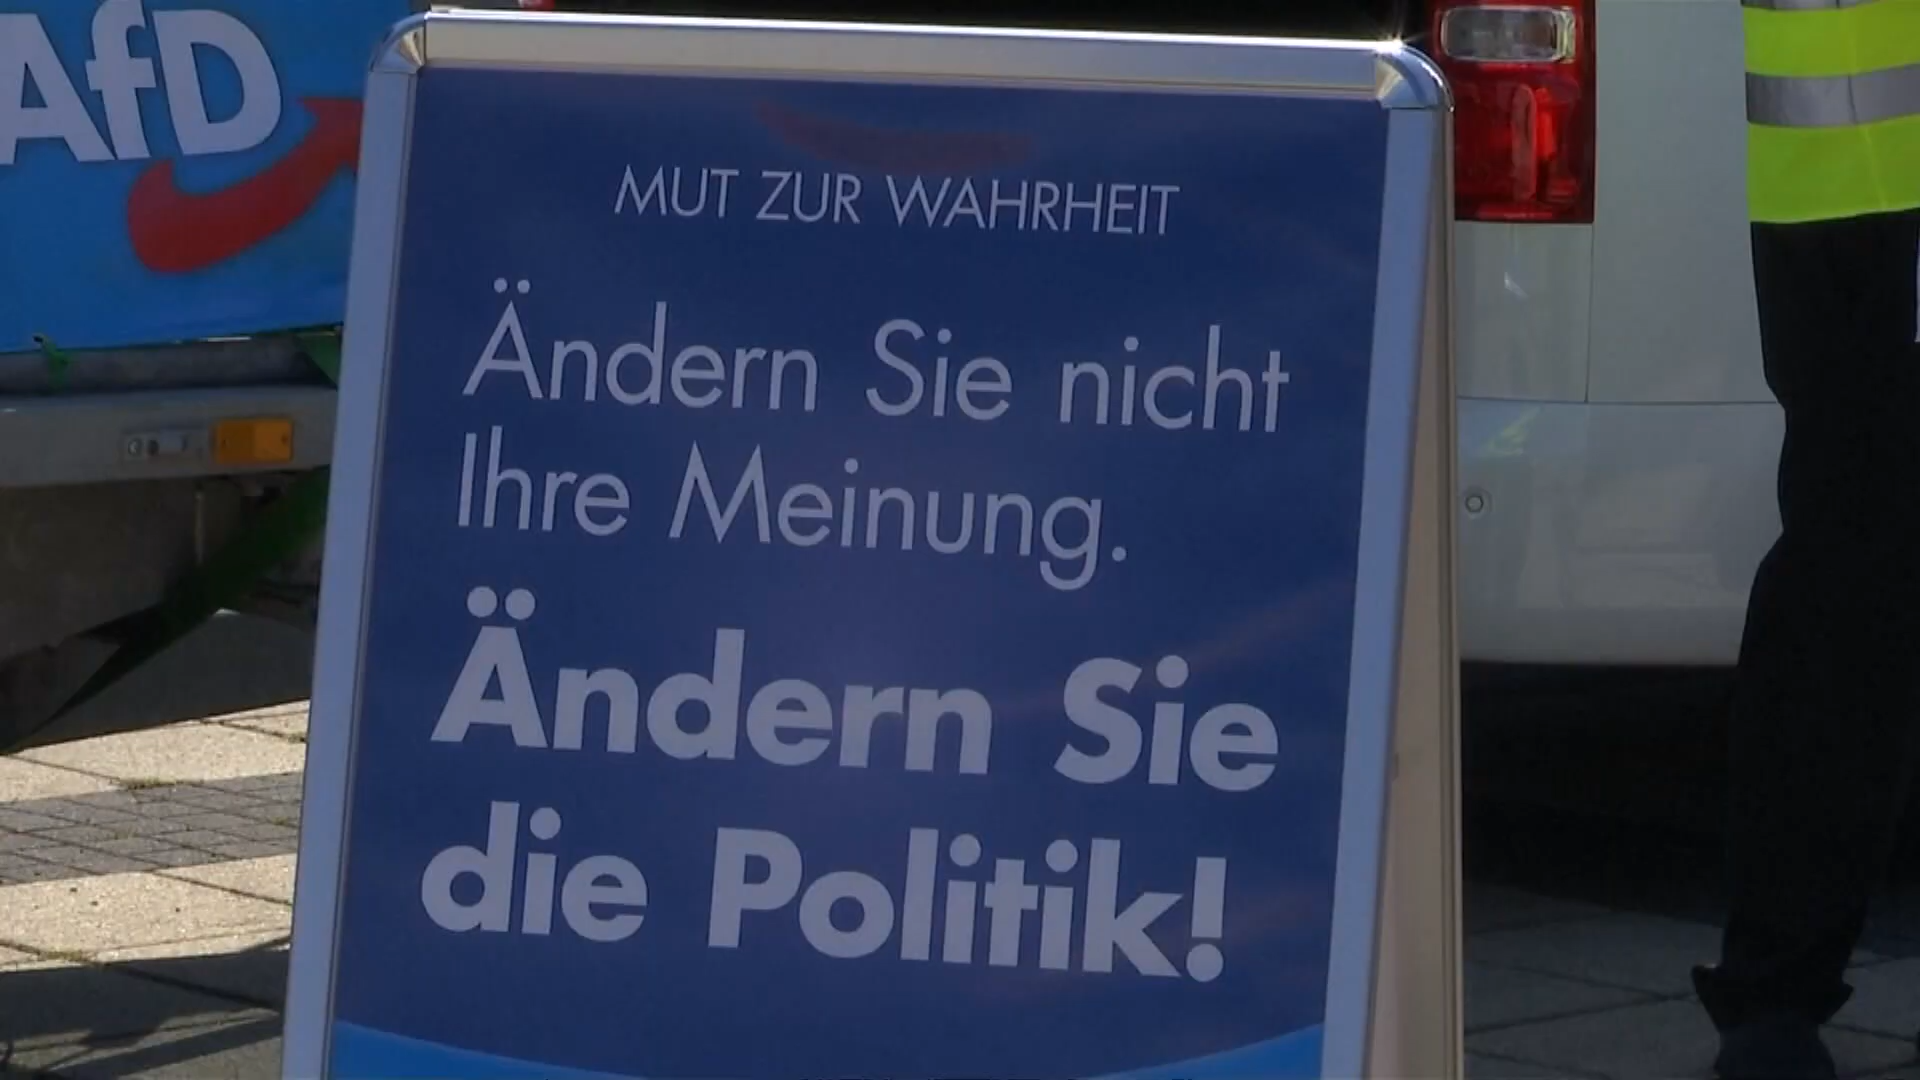 AfD
MUT ZUR WAHRHEIT
Ändern Sie nicht
Ihre Meinung.
Ändern Sie
die Politik!